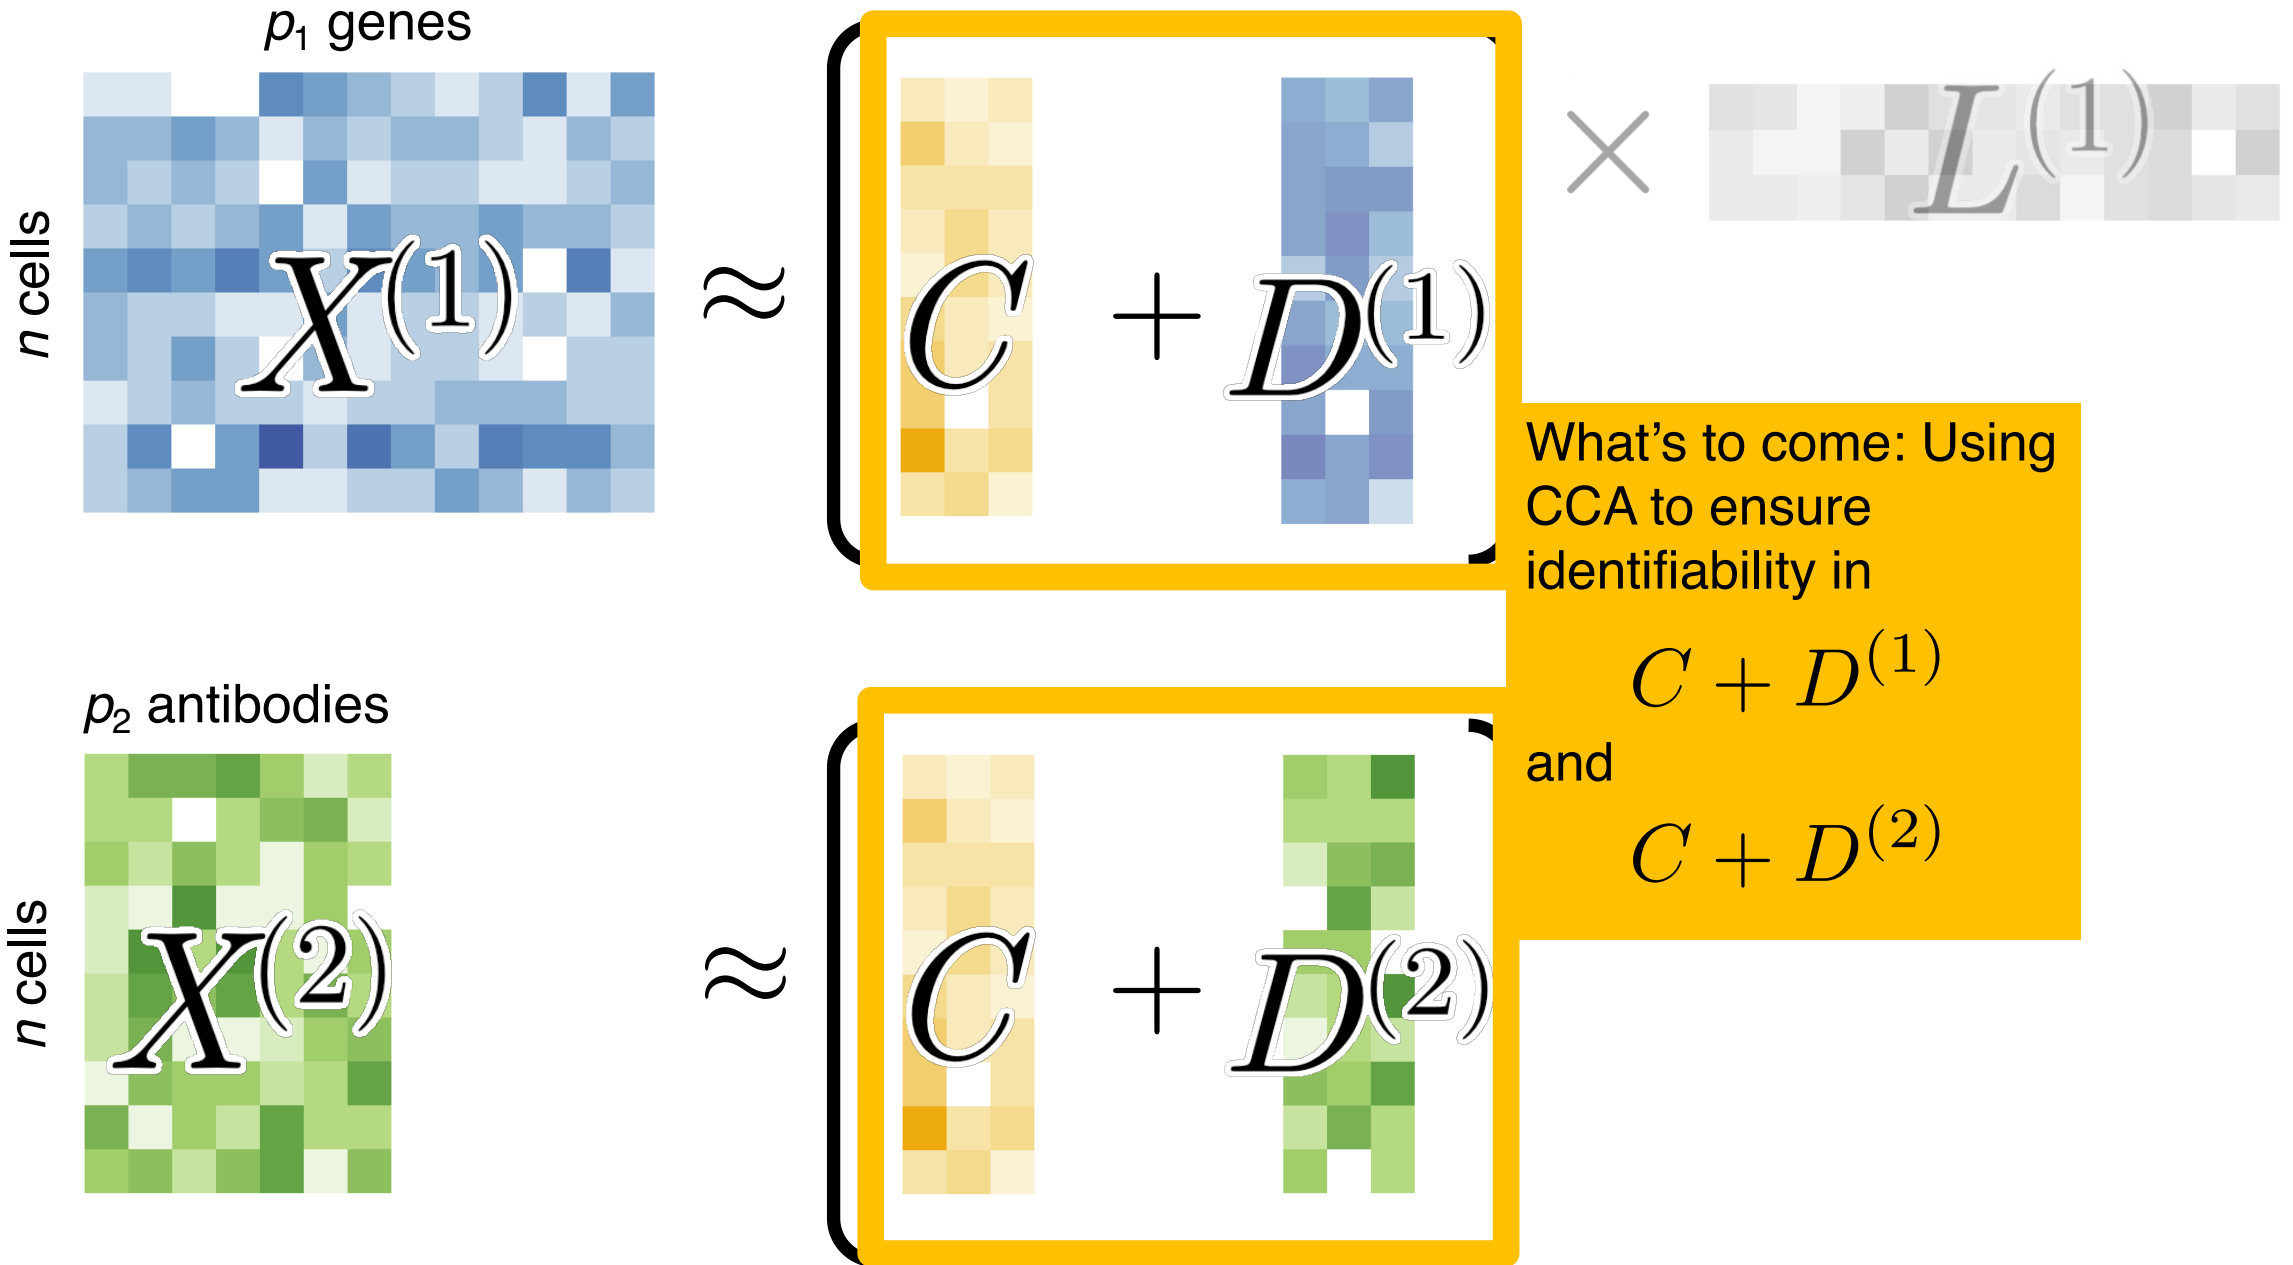 p₁ genes
n cells
X⁽¹⁾ ≈ C + D⁽¹⁾ × L⁽¹⁾
What's to come: Using
CCA to ensure
identifiability in
C + D⁽¹⁾
and
C + D⁽²⁾
p₂ antibodies
n cells
X⁽²⁾ ≈ C + D⁽²⁾